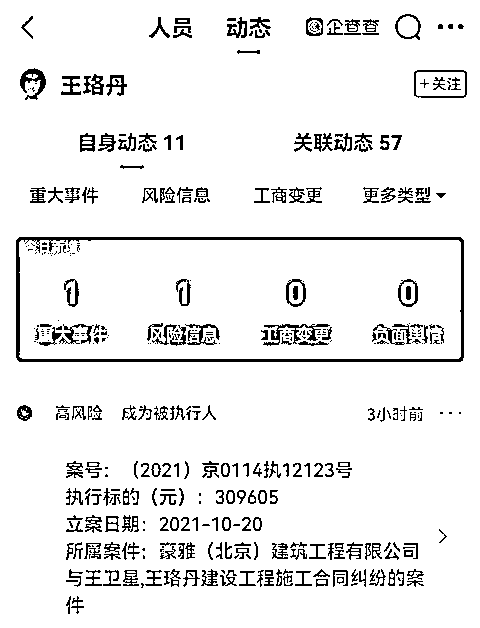 人员 动态 企查查
王珞丹 +关注
自身动态 11 关联动态 57
重大事件 风险信息 工商变更 更多类型
今日新增
1 1 0 0
重大事件 风险信息 工商变更 负面舆情
高风险 成为被执行人 3小时前
案号：（2021）京0114执12123号
执行标的（元）：309605
立案日期：2021-10-20
所属案件：蔝雅（北京）建筑工程有限公司
与王卫星,王珞丹建设工程施工合同纠纷的案
件